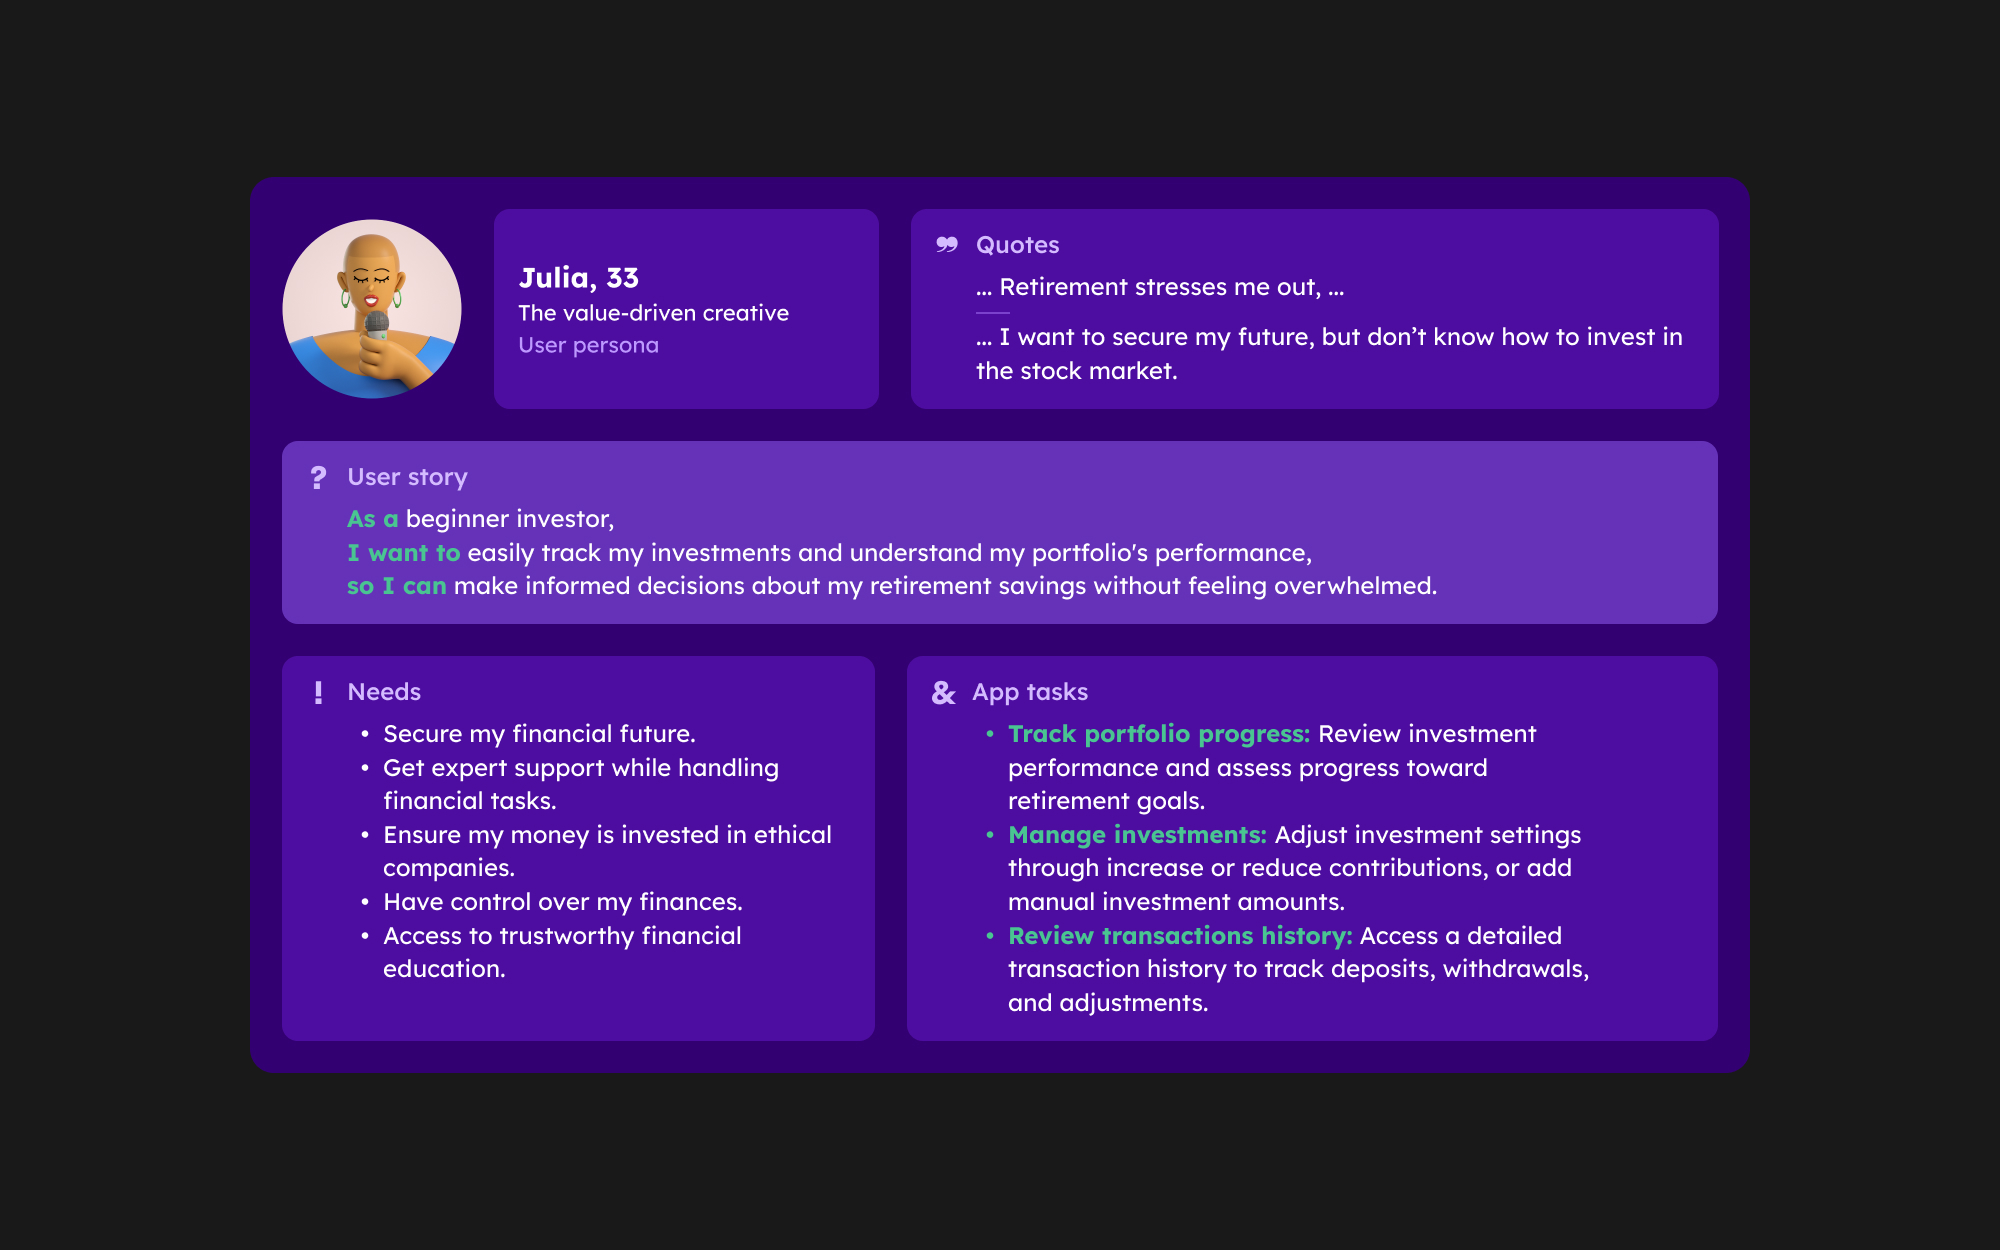 Julia, 33
The value-driven creative
User persona
❞ Quotes
... Retirement stresses me out, ...
... I want to secure my future, but don’t know how to invest in
the stock market.
? User story
As a beginner investor,
I want to easily track my investments and understand my portfolio's performance,
so I can make informed decisions about my retirement savings without feeling overwhelmed.
! Needs
• Secure my financial future.
• Get expert support while handling
financial tasks.
• Ensure my money is invested in ethical
companies.
• Have control over my finances.
• Access to trustworthy financial
education.
& App tasks
• Track portfolio progress: Review investment
performance and assess progress toward
retirement goals.
• Manage investments: Adjust investment settings
through increase or reduce contributions, or add
manual investment amounts.
• Review transactions history: Access a detailed
transaction history to track deposits, withdrawals,
and adjustments.